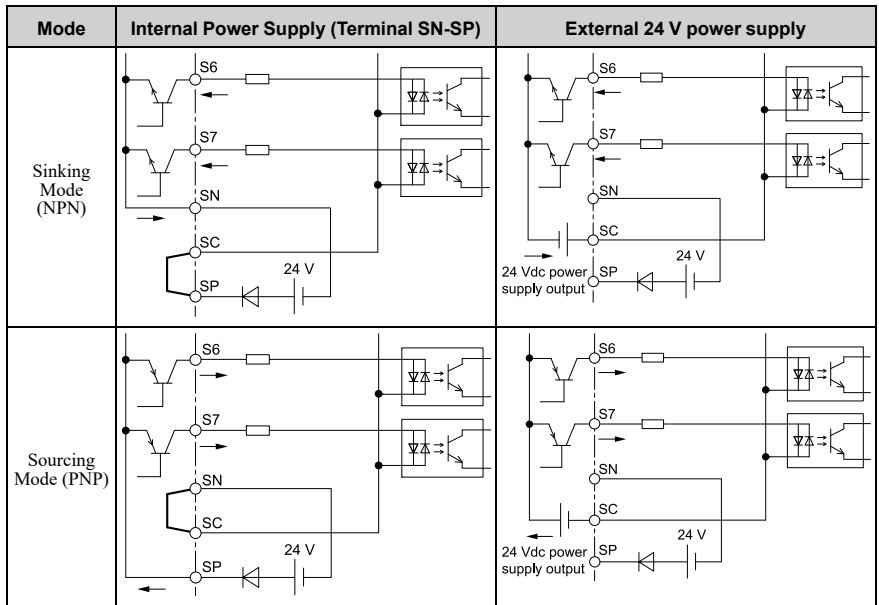 Mode
Internal Power Supply (Terminal SN-SP)
External 24 V power supply
Sinking
Mode
(NPN)
S6
S7
SN
SC
SP
24 V
S6
S7
SN
SC
SP
24 V
24 Vdc power
supply output
Sourcing
Mode (PNP)
S6
S7
SN
SC
SP
24 V
S6
S7
SN
SC
SP
24 V
24 Vdc power
supply output